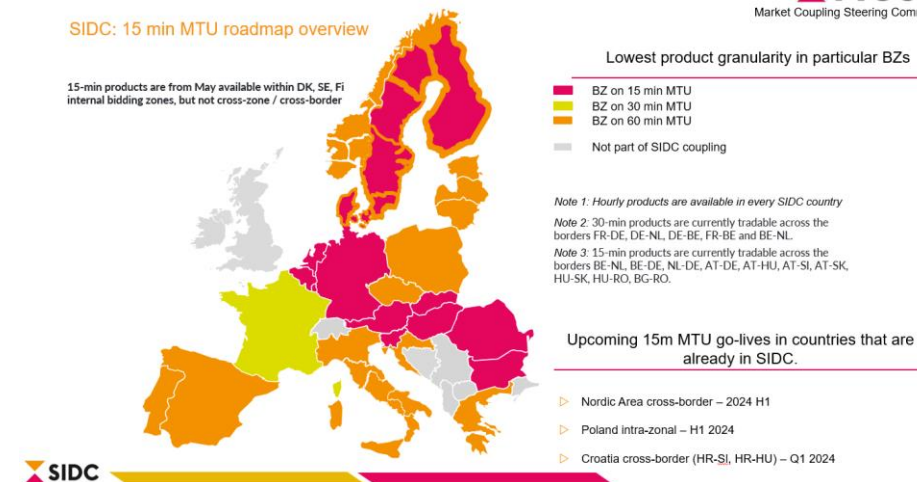 SIDC: 15 min MTU roadmap overview
15-min products are from May available within DK, SE, Fi
internal bidding zones, but not cross-zone / cross-border
Market Coupling Steering Com
Lowest product granularity in particular BZs
BZ on 15 min MTU
BZ on 30 min MTU
BZ on 60 min MTU
Not part of SIDC coupling
Note 1: Hourly products are available in every SIDC country
Note 2: 30-min products are currently tradable across the
borders FR-DE, DE-NL, DE-BE, FR-BE and BE-NL.
Note 3: 15-min products are currently tradable across the
borders BE-NL, BE-DE, NL-DE, AT-DE, AT-HU, AT-SI, AT-SK,
HU-SK, HU-RO, BG-RO.
Upcoming 15m MTU go-lives in countries that are
already in SIDC.
Nordic Area cross-border – 2024 H1
Poland intra-zonal – H1 2024
Croatia cross-border (HR-SI, HR-HU) – Q1 2024
SIDC